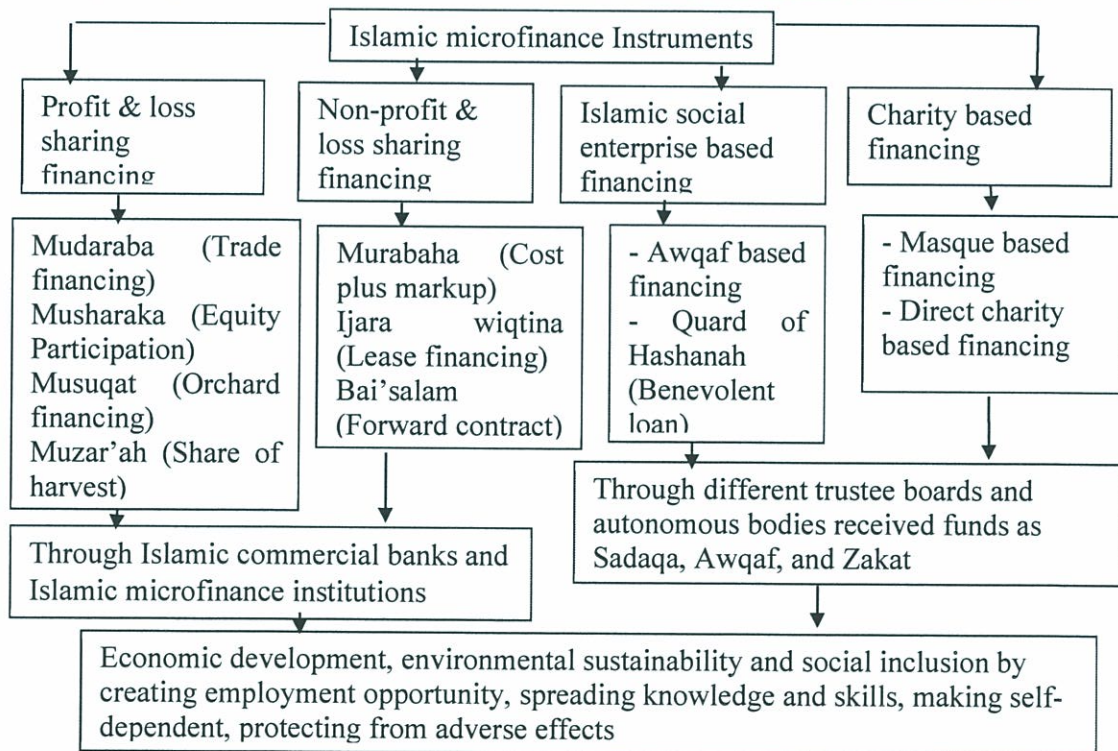 Islamic microfinance Instruments
Profit & loss
sharing
financing
Non-profit &
loss sharing
financing
Islamic social
enterprise based
financing
Charity based
financing
Mudaraba (Trade
financing)
Musharaka (Equity
Participation)
Musuqat (Orchard
financing)
Muzar'ah (Share of
harvest)
Murabaha (Cost
plus markup)
Ijara wiqtina
(Lease financing)
Bai'salam
(Forward contract)
- Awqaf based
financing
- Quard of
Hashanah
(Benevolent
loan)
- Masque based
financing
- Direct charity
based financing
Through Islamic commercial banks and
Islamic microfinance institutions
Through different trustee boards and
autonomous bodies received funds as
Sadaqa, Awqaf, and Zakat
Economic development, environmental sustainability and social inclusion by
creating employment opportunity, spreading knowledge and skills, making self-
dependent, protecting from adverse effects